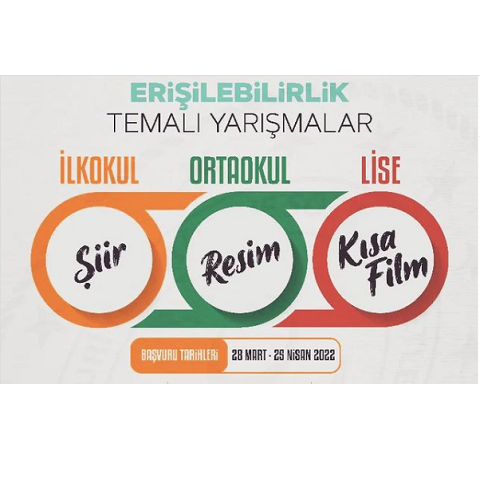 ERİŞİLEBİLİRLİK
TEMALI YARIŞMALAR
İLKOKUL ORTAOKUL LİSE
Şiir Resim Kısa
Film
BAŞVURU TARİHLERİ 28 MART - 29 NİSAN 2022